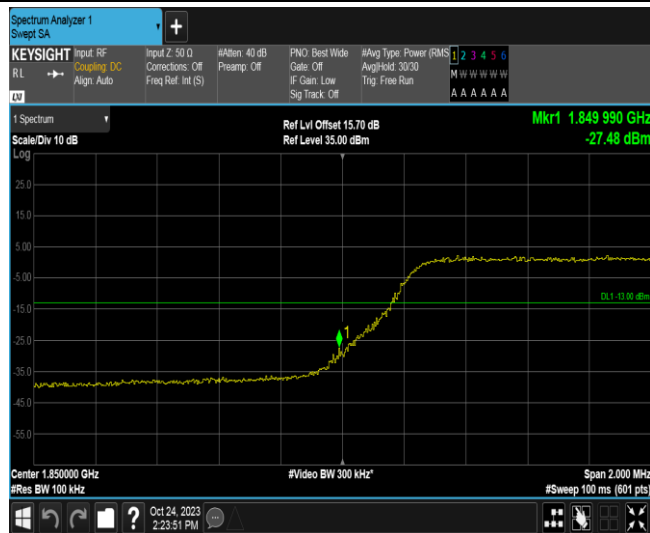 Spectrum Analyzer 1
Swept SA
+
KEYSIGHT
RL
LXI
Input: RF
Coupling: DC
Align: Auto
Input Z: 50 Ω
Corrections: Off
Freq Ref: Int (S)
#Atten: 40 dB
Preamp: Off
PNO: Best Wide
Gate: Off
IF Gain: Low
Sig Track: Off
#Avg Type: Power (RMS
Avg|Hold: 30/30
Trig: Free Run
1 2 3 4 5 6
M W W W W W
A A A A A A
1 Spectrum
Scale/Div 10 dB
Log
Ref Lvl Offset 15.70 dB
Ref Level 35.00 dBm
Mkr1 1.849 990 GHz
-27.48 dBm
25.0
15.0
5.00
-5.00
-15.0
-25.0
-35.0
-45.0
-55.0
DL1 -13.00 dBm
1
Center 1.850000 GHz
#Res BW 100 kHz
#Video BW 300 kHz*
Span 2.000 MHz
#Sweep 100 ms (601 pts)
?
Oct 24, 2023
2:23:51 PM